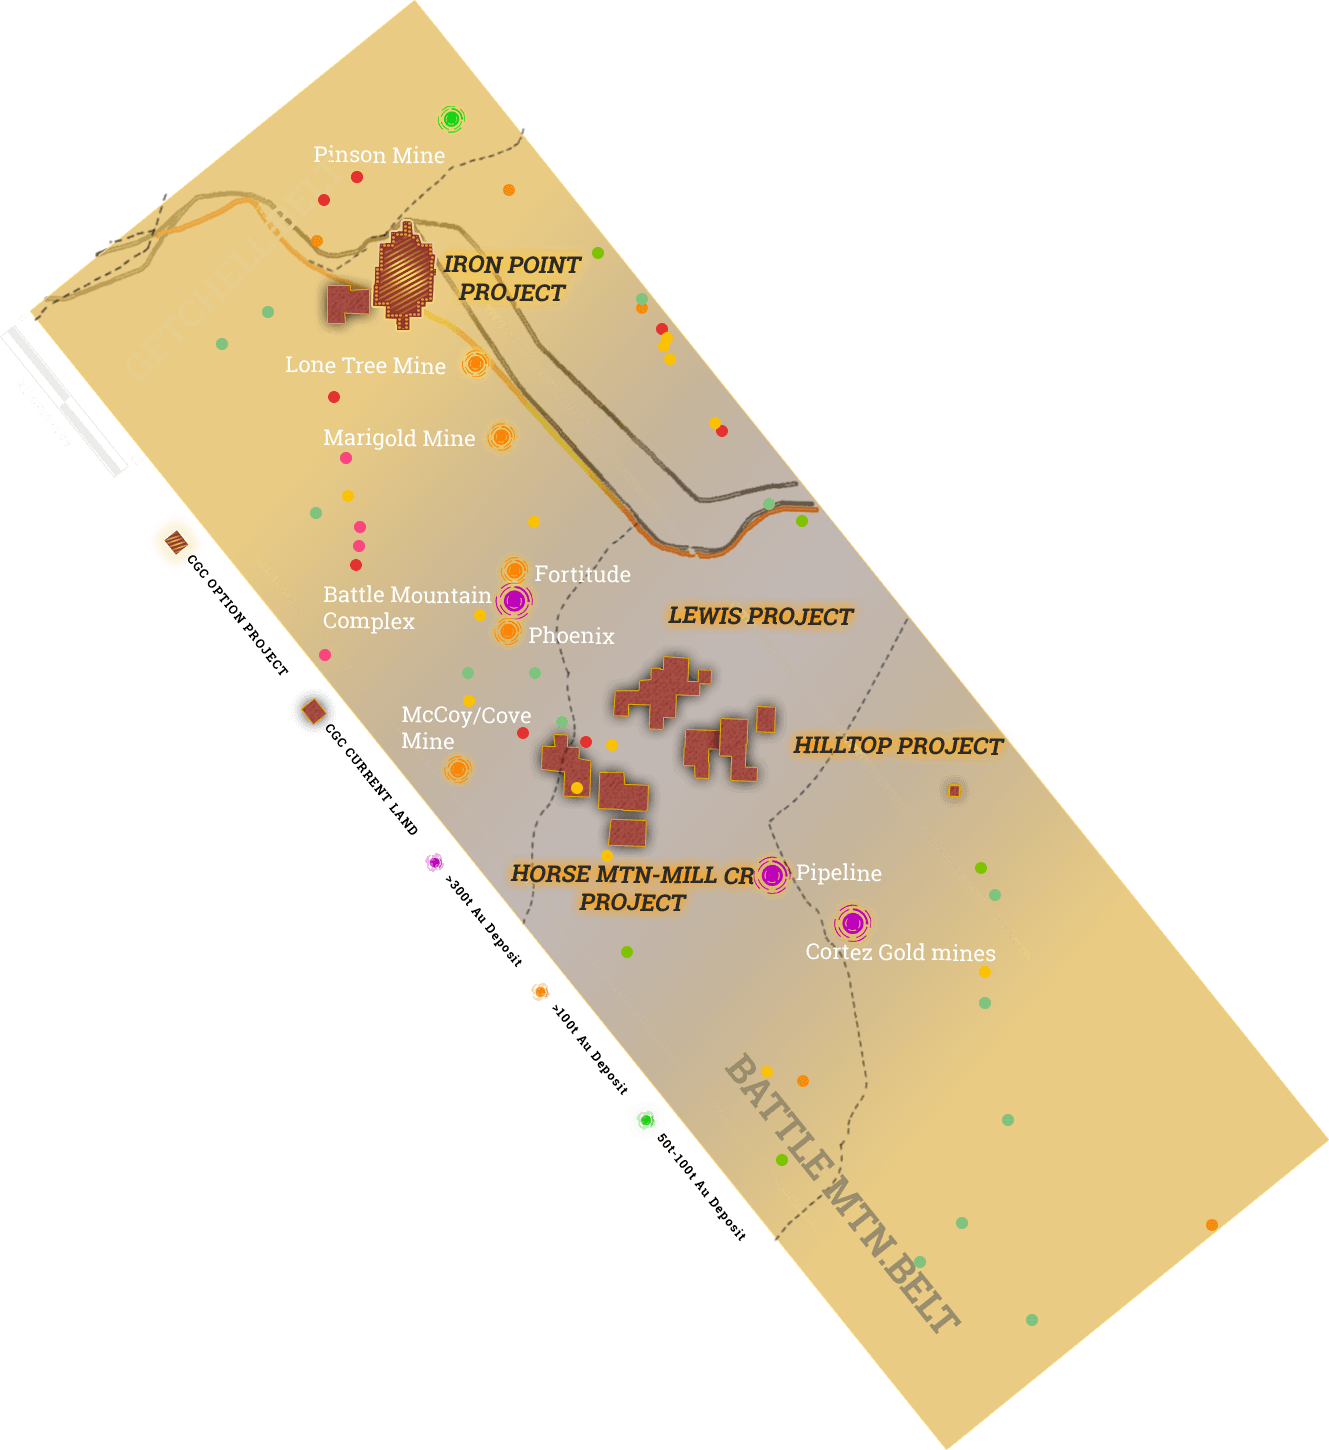 Pinson Mine
GETCHELL BELT
IRON POINT
PROJECT
Lone Tree Mine
Marigold Mine
CGC OPTION PROJECT
Fortitude
Battle Mountain
Complex
Phoenix
LEWIS PROJECT
McCoy/Cove
Mine
HILLTOP PROJECT
CGC CURRENT LAND
HORSE MTN-MILL CR
PROJECT
Pipeline
Cortez Gold mines
>300t Au Deposit
>100t Au Deposit
50t-100t Au Deposit
BATTLE MTN.BELT